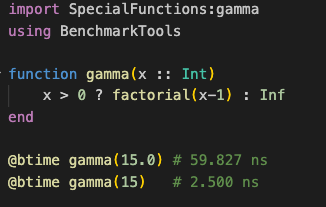 import SpecialFunctions:gamma
using BenchmarkTools
function gamma(x :: Int)
x > 0 ? factorial(x-1) : Inf
end
@btime gamma(15.0) # 59.827 ns
@btime gamma(15)   # 2.500 ns